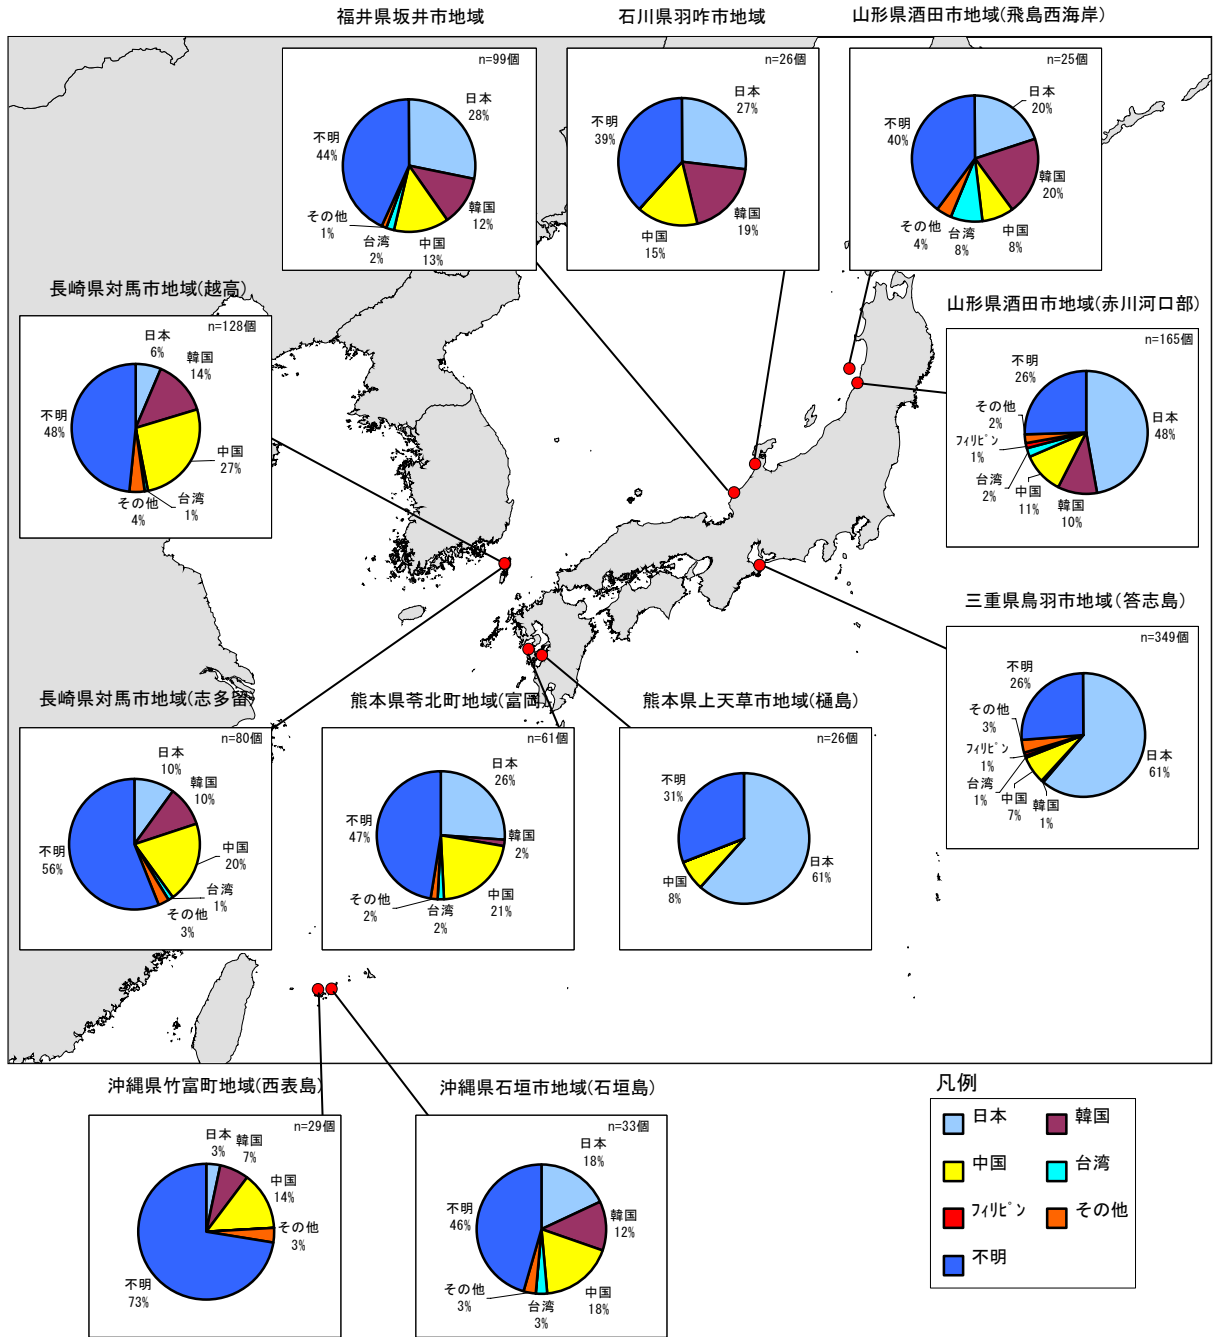 福井県坂井市地域
n=99個
日本
28%
韓国
12%
中国
13%
台湾
2%
その他
1%
不明
44%
石川県羽咋市地域
n=26個
日本
27%
韓国
19%
中国
15%
不明
39%
山形県酒田市地域(飛島西海岸)
n=25個
日本
20%
韓国
20%
中国
8%
台湾
8%
その他
4%
不明
40%
長崎県対馬市地域(越高)
n=128個
日本
6%
韓国
14%
中国
27%
台湾
1%
その他
4%
不明
48%
山形県酒田市地域(赤川河口部)
n=165個
日本
48%
韓国
10%
中国
11%
台湾
2%
フィリピン
1%
その他
2%
不明
26%
三重県鳥羽市地域(答志島)
n=349個
日本
61%
韓国
1%
中国
7%
台湾
1%
フィリピン
1%
その他
3%
不明
26%
長崎県対馬市地域(志多留)
n=80個
日本
10%
韓国
10%
中国
20%
台湾
1%
その他
3%
不明
56%
熊本県苓北町地域(富岡)
n=61個
日本
26%
韓国
2%
中国
21%
台湾
2%
その他
2%
不明
47%
熊本県上天草市地域(樋島)
n=26個
日本
61%
中国
8%
不明
31%
沖縄県竹富町地域(西表島)
n=29個
日本
3%
韓国
7%
中国
14%
その他
3%
不明
73%
沖縄県石垣市地域(石垣島)
n=33個
日本
18%
韓国
12%
中国
18%
台湾
3%
その他
3%
不明
46%
凡例
日本
韓国
中国
台湾
フィリピン
その他
不明